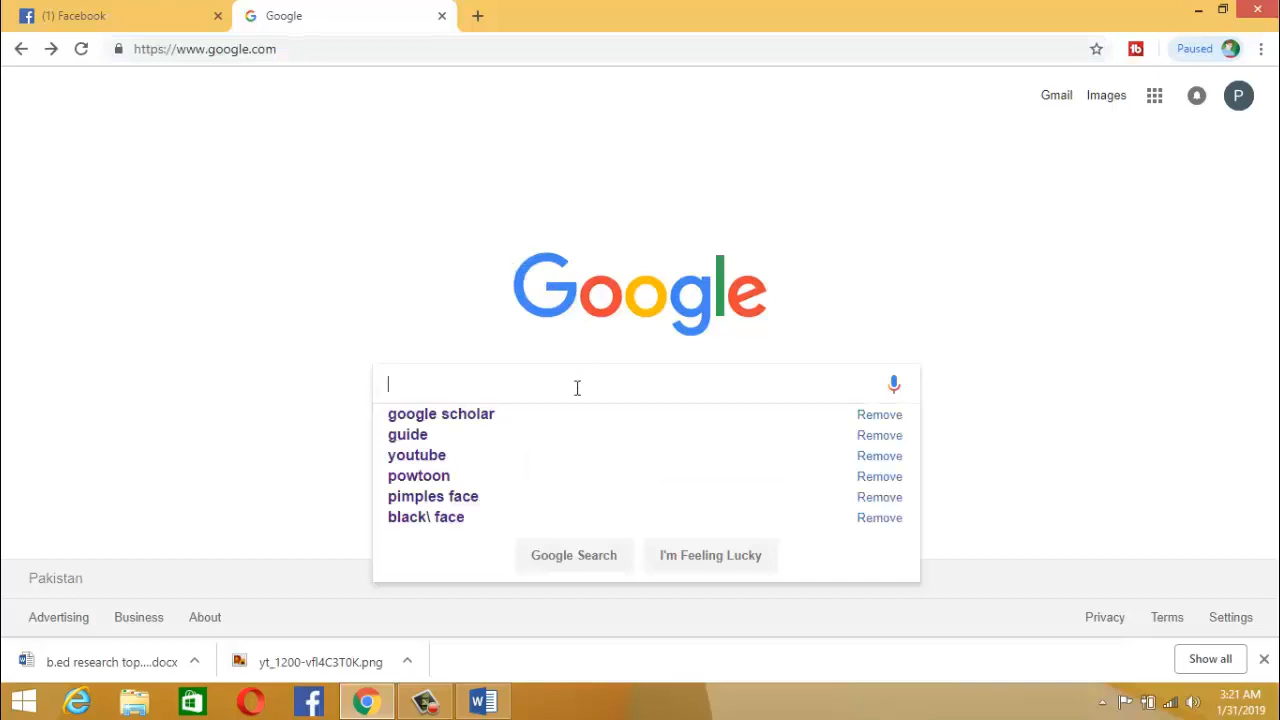 (1) Facebook
Google
https://www.google.com
Paused
Gmail Images
P
Google
google scholar Remove
guide Remove
youtube Remove
powtoon Remove
pimples face Remove
black\ face Remove
Google Search I'm Feeling Lucky
Pakistan
Advertising Business About Privacy Terms Settings
b.ed research top....docx yt_1200-vfl4C3T0K.png Show all
3:21 AM
1/31/2019